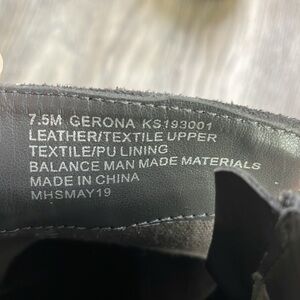 7.5M GERONA KS193001
LEATHER/TEXTILE UPPER
TEXTILE/PU LINING
BALANCE MAN MADE MATERIALS
MADE IN CHINA
MHSMAY19